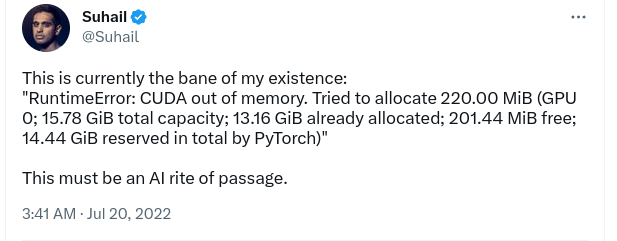 Suhail
@Suhail
This is currently the bane of my existence:
"RuntimeError: CUDA out of memory. Tried to allocate 220.00 MiB (GPU
0; 15.78 GiB total capacity; 13.16 GiB already allocated; 201.44 MiB free;
14.44 GiB reserved in total by PyTorch)"
This must be an AI rite of passage.
3:41 AM · Jul 20, 2022